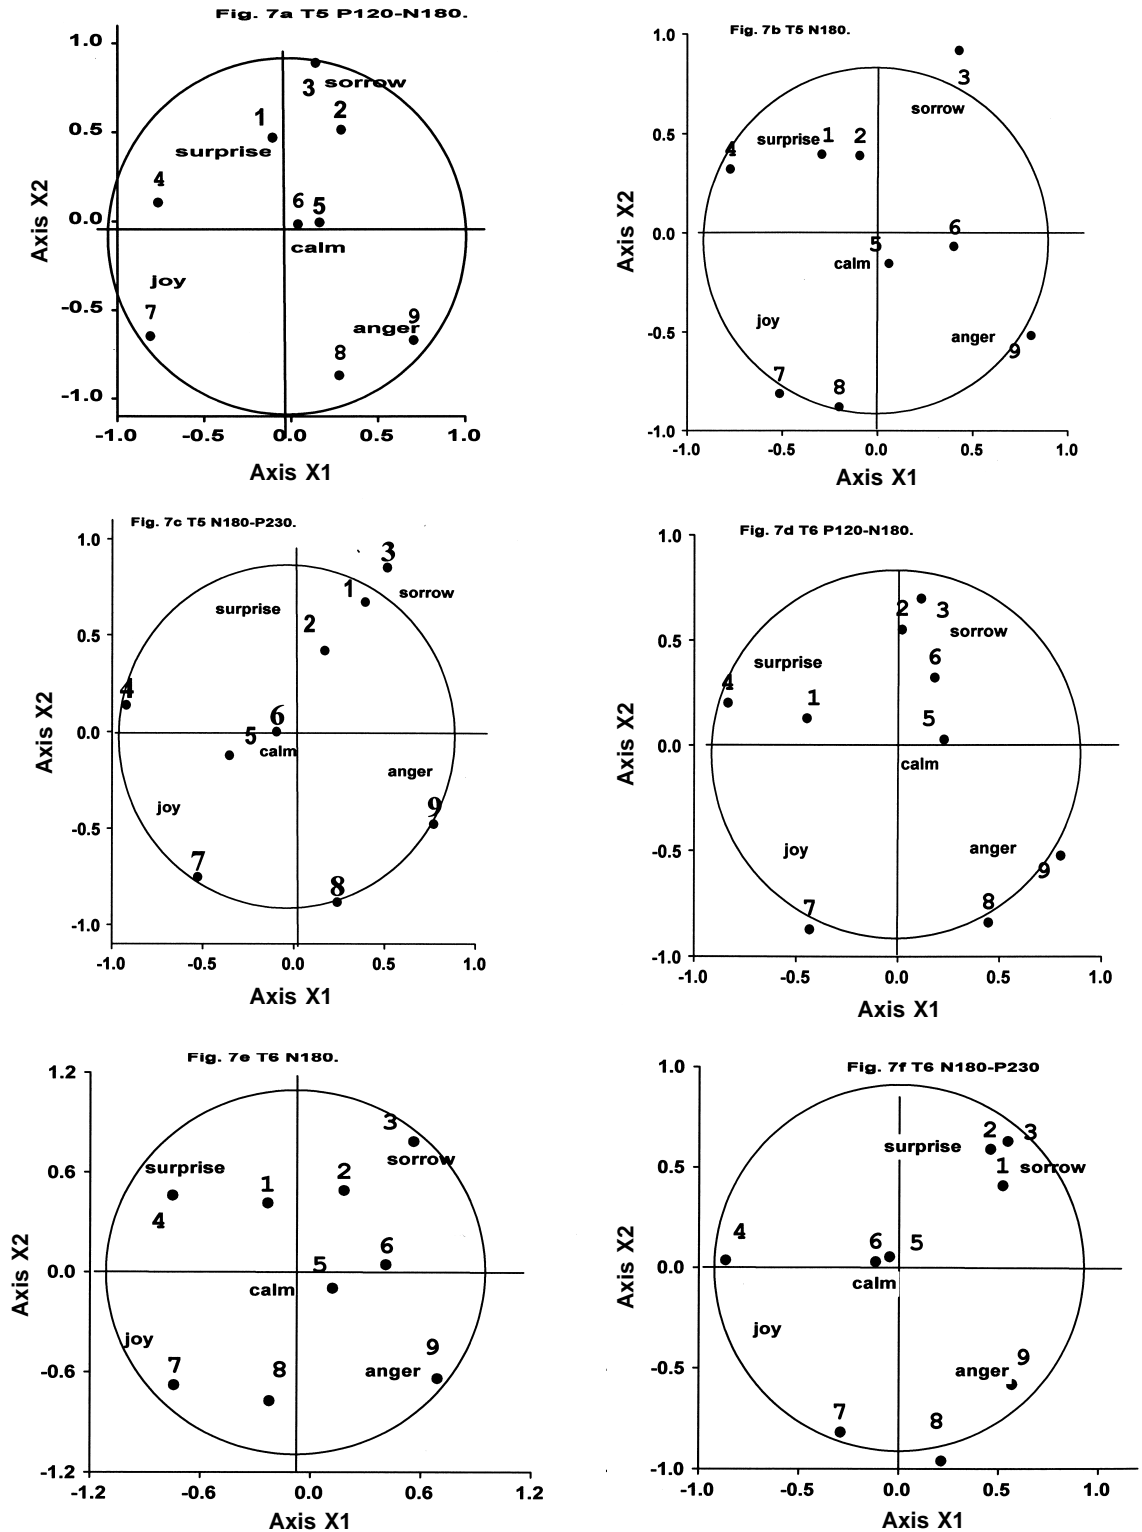 Fig. 7a T5 P120-N180.
1.0
0.5
0.0
-0.5
-1.0
-1.0 -0.5 0.0 0.5 1.0
Axis X2
Axis X1
3 sorrow
1 2
surprise
4
6 5
calm
joy
7
9
anger
8
Fig. 7b T5 N180.
1.0
0.5
0.0
-0.5
-1.0
-1.0 -0.5 0.0 0.5 1.0
Axis X2
Axis X1
3
sorrow
surprise 1 2
4
6
5
calm
joy
anger
9
7
8
Fig. 7c T5 N180-P230.
1.0
0.5
0.0
-0.5
-1.0
-1.0 -0.5 0.0 0.5 1.0
Axis X2
Axis X1
3
1 sorrow
surprise
2
4
6
5
calm
anger
joy
9
7
8
Fig. 7d T6 P120-N180.
1.0
0.5
0.0
-0.5
-1.0
-1.0 -0.5 0.0 0.5 1.0
Axis X2
Axis X1
2 3
sorrow
surprise 6
4
1
5
calm
joy anger
9
7 8
Fig. 7e T6 N180.
1.2
0.6
0.0
-0.6
-1.2
-1.2 -0.6 0.0 0.6 1.2
Axis X2
Axis X1
3
surprise sorrow
1 2
4
6
5
calm
joy
9
7 8 anger
Fig. 7f T6 N180-P230
1.0
0.5
0.0
-0.5
-1.0
-1.0 -0.5 0.0 0.5 1.0
Axis X2
Axis X1
2 3
surprise
1 sorrow
4
6 5
calm
joy
9
anger
7 8